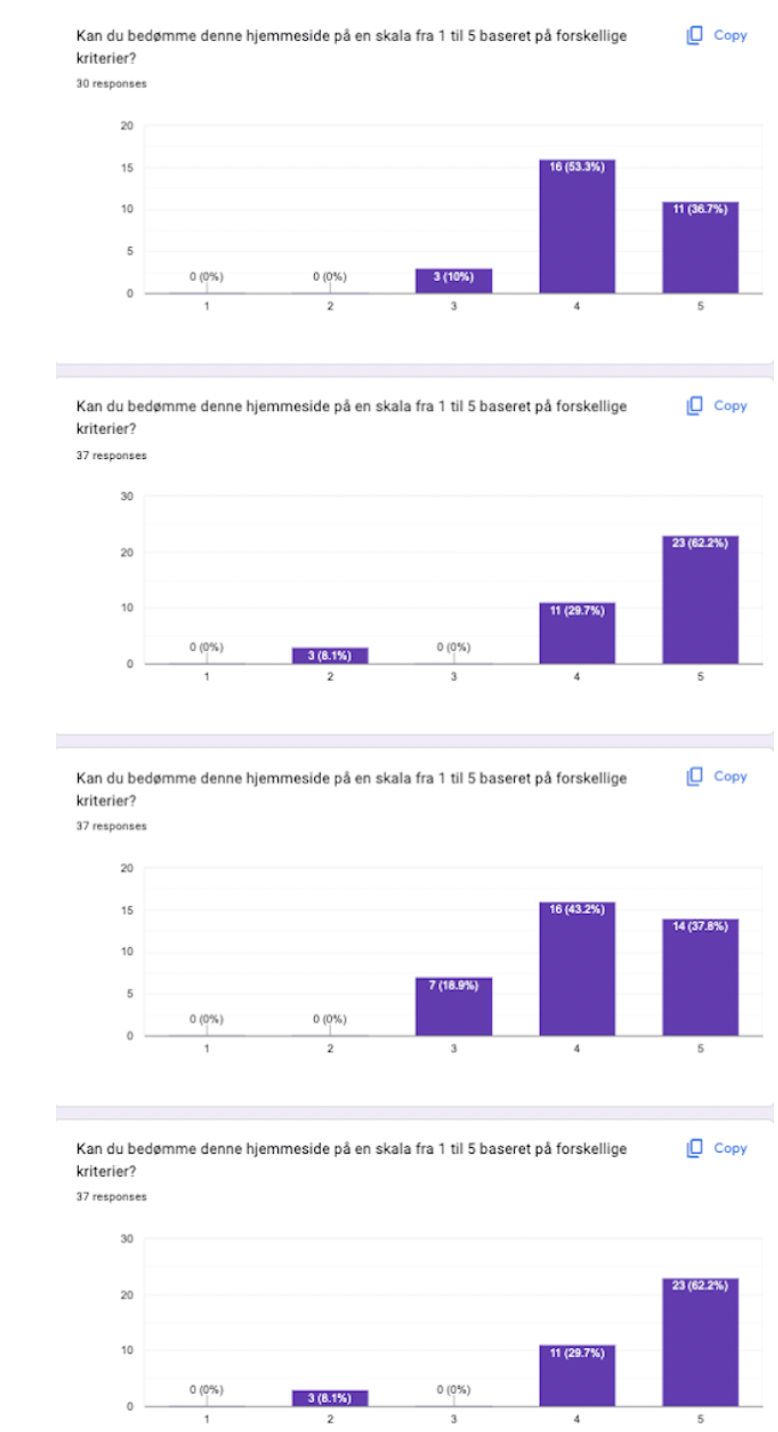 Kan du bedømme denne hjemmeside på en skala fra 1 til 5 baseret på forskellige
Copy
kriterier?
30 responses
20
15
10
5
0
0 (0%)
0 (0%)
3 (10%)
16 (53.3%)
11 (36.7%)
1 2 3 4 5
Kan du bedømme denne hjemmeside på en skala fra 1 til 5 baseret på forskellige
Copy
kriterier?
37 responses
30
20
10
0
0 (0%)
3 (8.1%)
0 (0%)
11 (29.7%)
23 (62.2%)
1 2 3 4 5
Kan du bedømme denne hjemmeside på en skala fra 1 til 5 baseret på forskellige
Copy
kriterier?
37 responses
20
15
10
5
0
0 (0%)
0 (0%)
7 (18.9%)
16 (43.2%)
14 (37.8%)
1 2 3 4 5
Kan du bedømme denne hjemmeside på en skala fra 1 til 5 baseret på forskellige
Copy
kriterier?
37 responses
30
20
10
0
0 (0%)
3 (8.1%)
0 (0%)
11 (29.7%)
23 (62.2%)
1 2 3 4 5